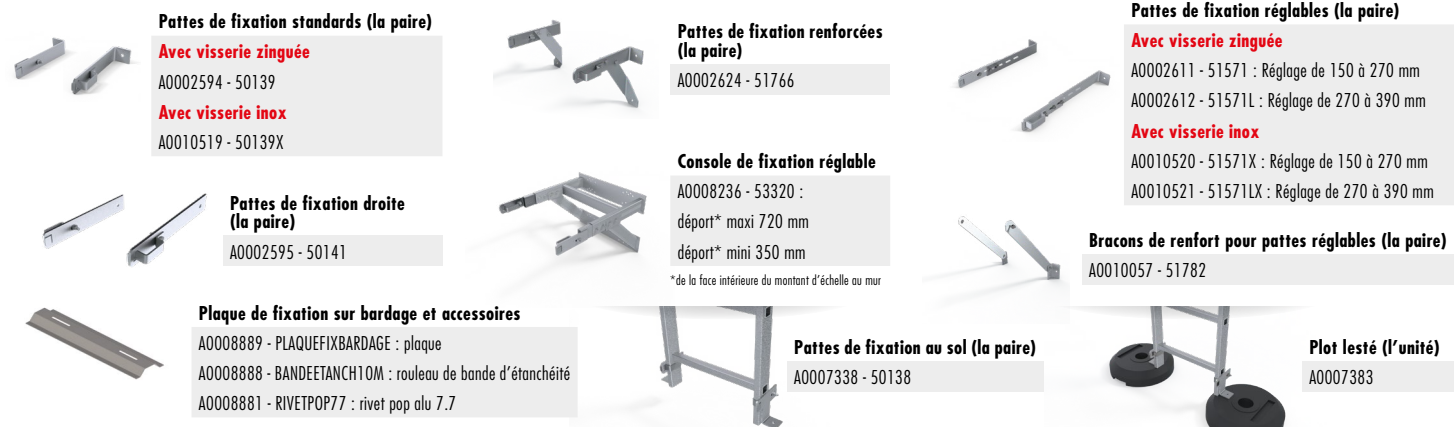 Pattes de fixation standards (la paire)
Avec visserie zinguée
A0002594 - 50139
Avec visserie inox
A0010519 - 50139X
Pattes de fixation renforcées
(la paire)
A0002624 - 51766
Pattes de fixation réglables (la paire)
Avec visserie zinguée
A0002611 - 51571 : Réglage de 150 à 270 mm
A0002612 - 51571L : Réglage de 270 à 390 mm
Avec visserie inox
A0010520 - 51571X : Réglage de 150 à 270 mm
A0010521 - 51571LX : Réglage de 270 à 390 mm
Pattes de fixation droite
(la paire)
A0002595 - 50141
Console de fixation réglable
A0008236 - 53320 :
déport* maxi 720 mm
déport* mini 350 mm
*de la face intérieure du montant d'échelle au mur
Bracons de renfort pour pattes réglables (la paire)
A0010057 - 51782
Plaque de fixation sur bardage et accessoires
A0008889 - PLAQUEFIXBARDAGE : plaque
A0008888 - BANDEETANCH10M : rouleau de bande d'étanchéité
A0008881 - RIVETPOP77 : rivet pop alu 7.7
Pattes de fixation au sol (la paire)
A0007338 - 50138
Plot lesté (l'unité)
A0007383